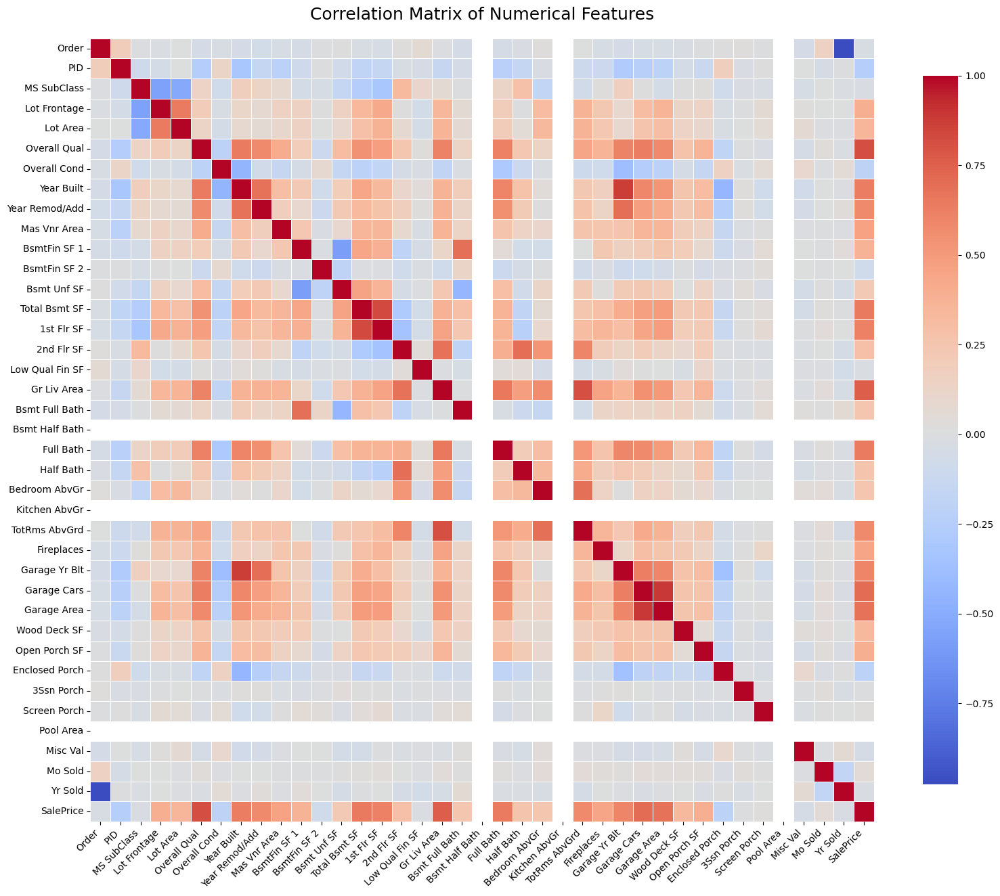 Correlation Matrix of Numerical Features
Order
PID
MS SubClass
Lot Frontage
Lot Area
Overall Qual
Overall Cond
Year Built
Year Remod/Add
Mas Vnr Area
BsmtFin SF 1
BsmtFin SF 2
Bsmt Unf SF
Total Bsmt SF
1st Flr SF
2nd Flr SF
Low Qual Fin SF
Gr Liv Area
Bsmt Full Bath
Bsmt Half Bath
Full Bath
Half Bath
Bedroom AbvGr
Kitchen AbvGr
TotRms AbvGrd
Fireplaces
Garage Yr Blt
Garage Cars
Garage Area
Wood Deck SF
Open Porch SF
Enclosed Porch
3Ssn Porch
Screen Porch
Pool Area
Misc Val
Mo Sold
Yr Sold
SalePrice
Order
PID
MS SubClass
Lot Frontage
Lot Area
Overall Qual
Overall Cond
Year Built
Year Remod/Add
Mas Vnr Area
BsmtFin SF 1
BsmtFin SF 2
Bsmt Unf SF
Total Bsmt SF
1st Flr SF
2nd Flr SF
Low Qual Fin SF
Gr Liv Area
Bsmt Full Bath
Bsmt Half Bath
Full Bath
Half Bath
Bedroom AbvGr
Kitchen AbvGr
TotRms AbvGrd
Fireplaces
Garage Yr Blt
Garage Cars
Garage Area
Wood Deck SF
Open Porch SF
Enclosed Porch
3Ssn Porch
Screen Porch
Pool Area
Misc Val
Mo Sold
Yr Sold
SalePrice
1.00
0.75
0.50
0.25
0.00
−0.25
−0.50
−0.75